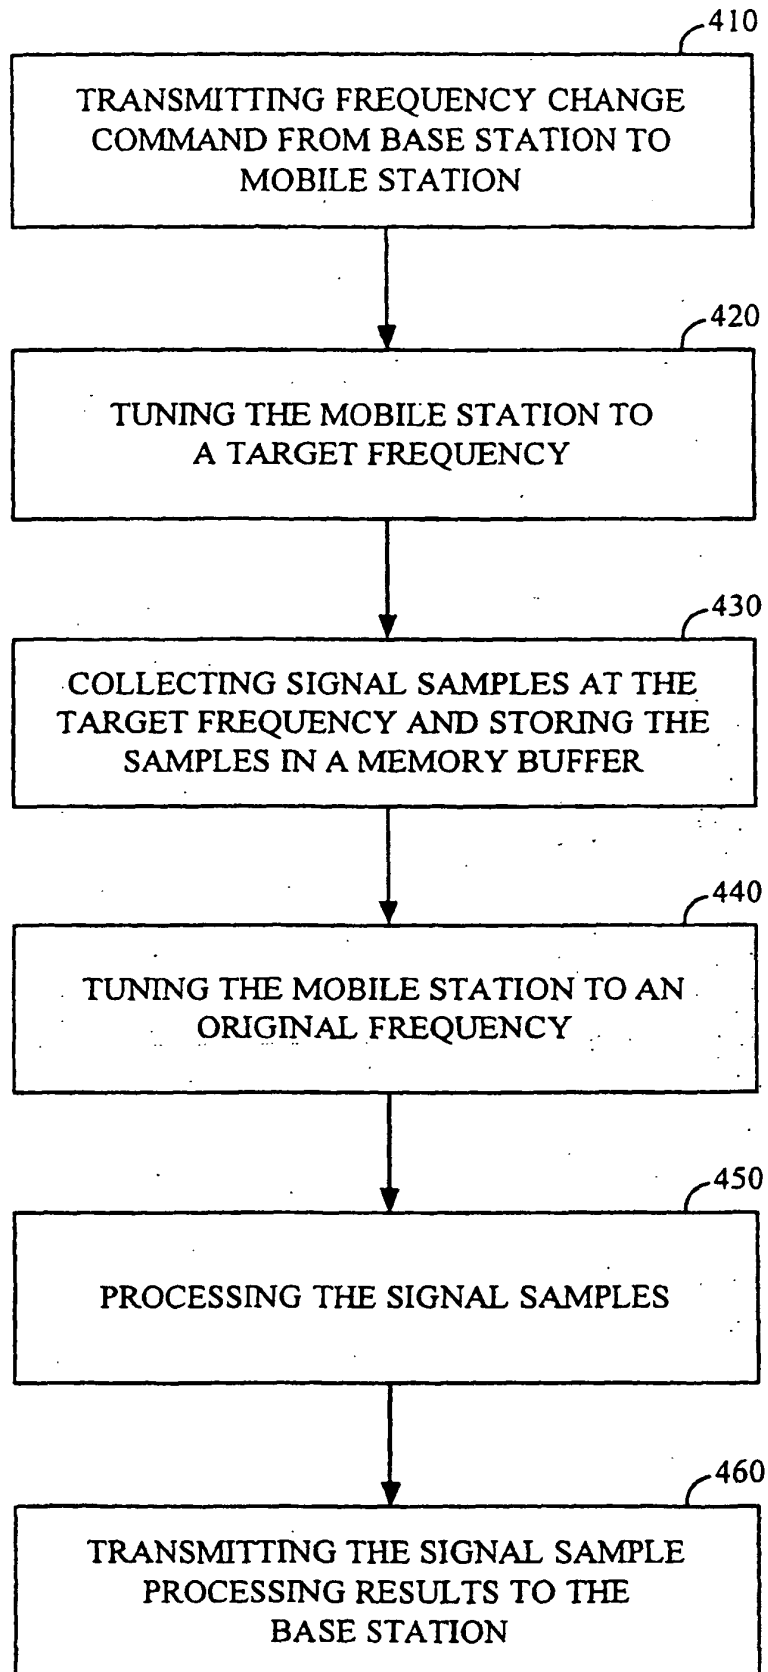 410
TRANSMITTING FREQUENCY CHANGE
COMMAND FROM BASE STATION TO
MOBILE STATION
420
TUNING THE MOBILE STATION TO
A TARGET FREQUENCY
430
COLLECTING SIGNAL SAMPLES AT THE
TARGET FREQUENCY AND STORING THE
SAMPLES IN A MEMORY BUFFER
440
TUNING THE MOBILE STATION TO AN
ORIGINAL FREQUENCY
450
PROCESSING THE SIGNAL SAMPLES
460
TRANSMITTING THE SIGNAL SAMPLE
PROCESSING RESULTS TO THE
BASE STATION